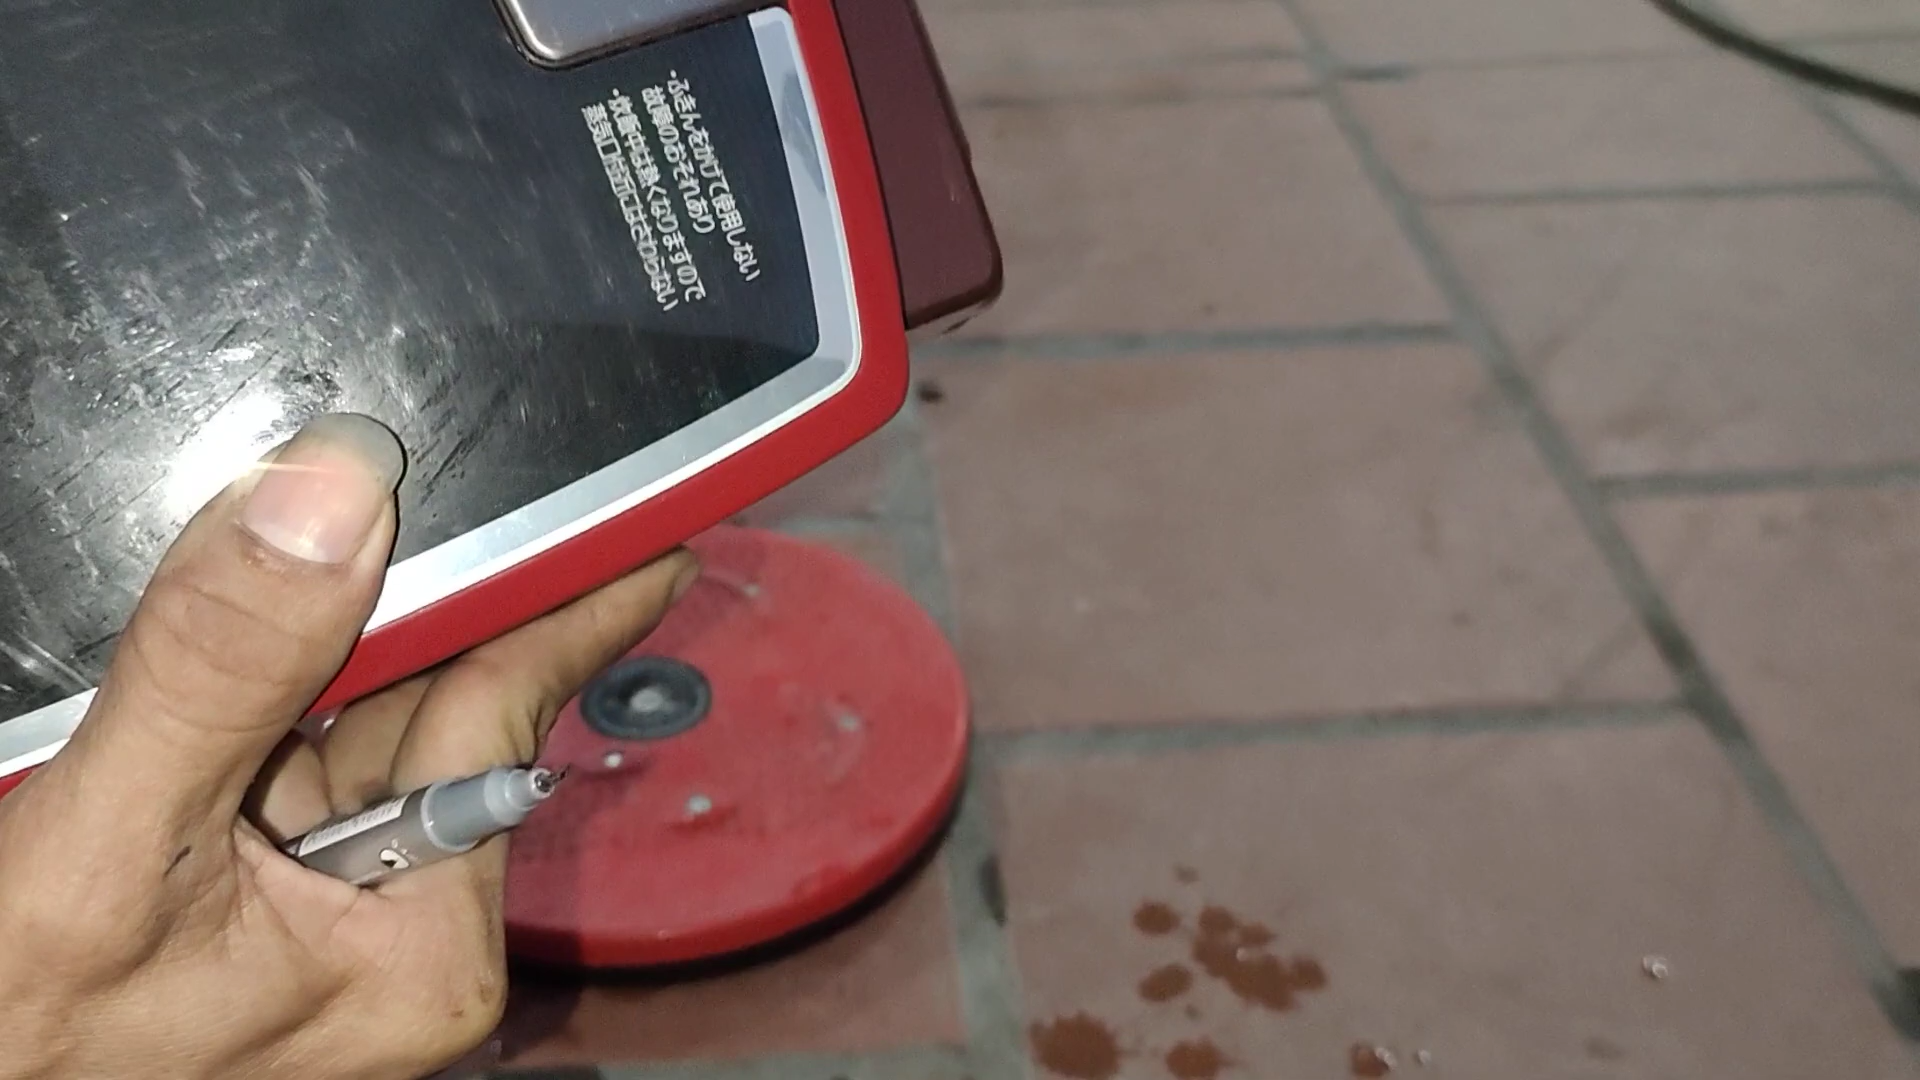 ・ふきんをかけて使用しない
故障のおそれあり
・炊飯中は熱くなりますので
蒸気口付近にはさわらない